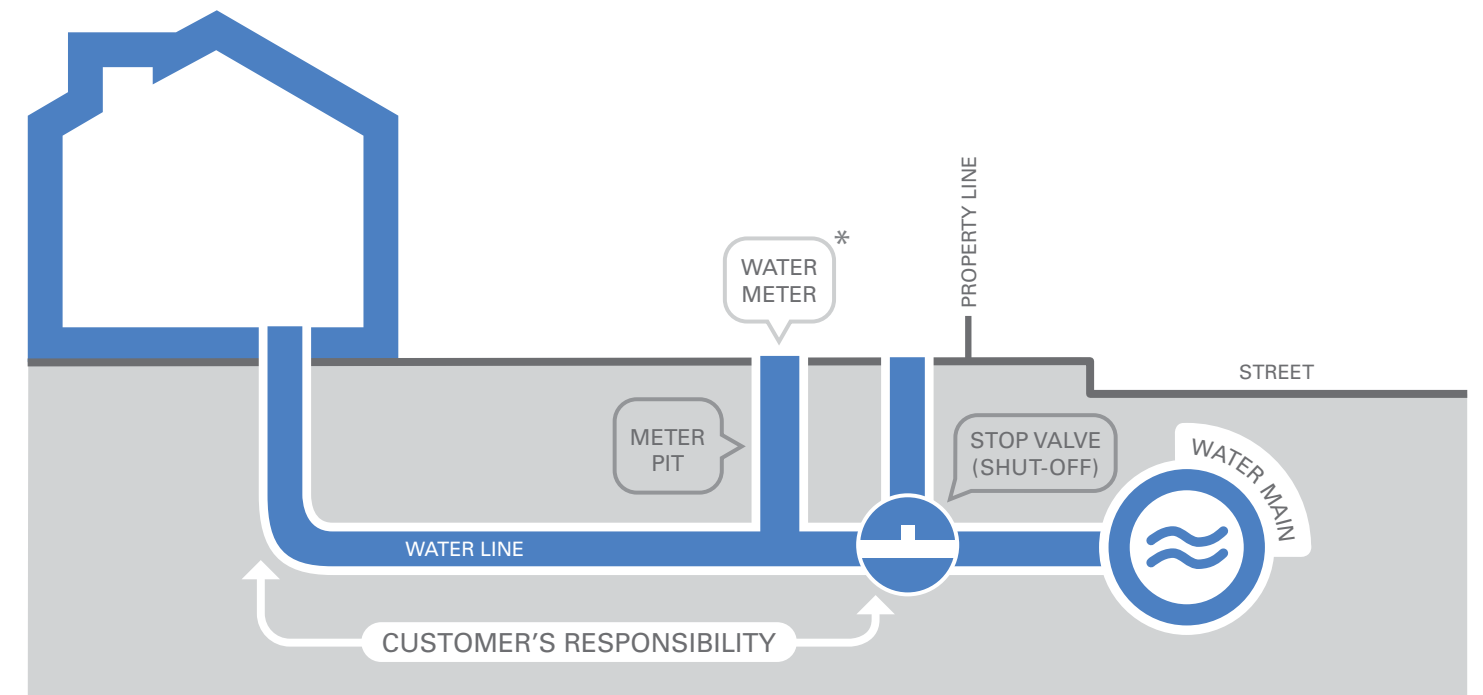 PROPERTY LINE
*
WATER
METER
STREET
METER
PIT
STOP VALVE
(SHUT-OFF)
WATER MAIN
WATER LINE
CUSTOMER'S RESPONSIBILITY